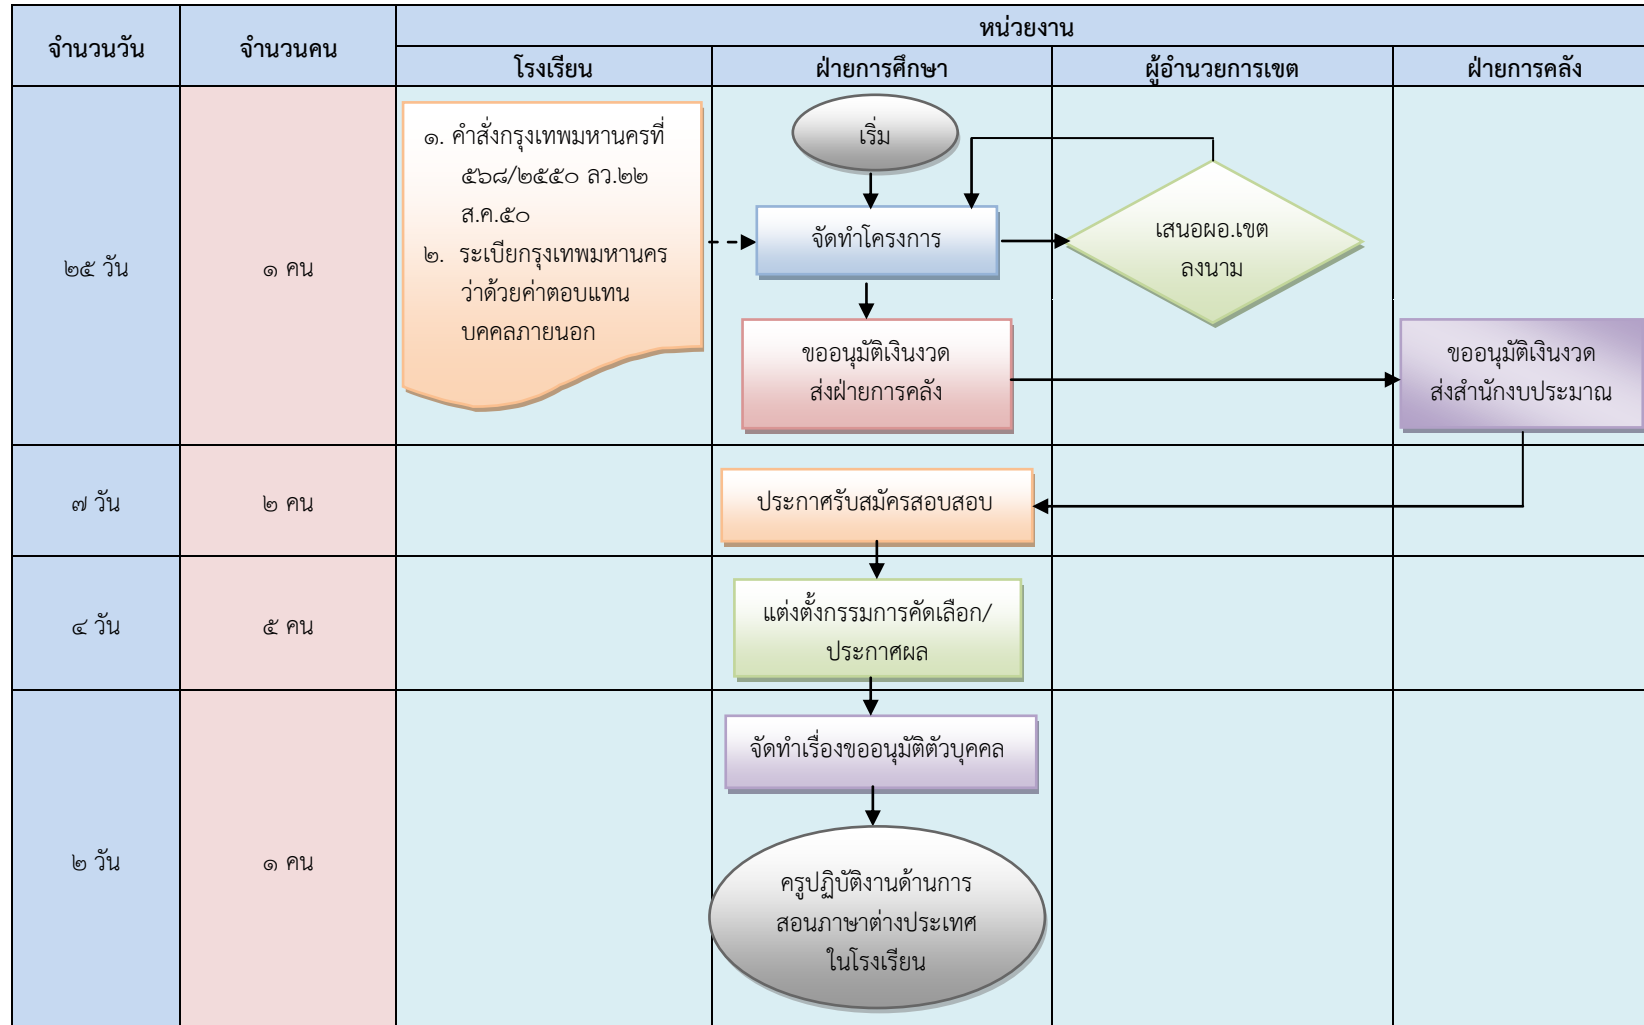 จำนวนวัน
จำนวนคน
หน่วยงาน
โรงเรียน
ฝ่ายการศึกษา
ผู้อำนวยการเขต
ฝ่ายการคลัง
๒๕ วัน
๑ คน
๑. คำสั่งกรุงเทพมหานครที่
๕๖๘/๒๕๕๐ ลว.๒๒
ส.ค.๕๐
๒. ระเบียกรุงเทพมหานคร
ว่าด้วยค่าตอบแทน
บคคลภายนอก
เริ่ม
จัดทำโครงการ
เสนอผอ.เขต
ลงนาม
ขออนุมัติเงินงวด
ส่งฝ่ายการคลัง
ขออนุมัติเงินงวด
ส่งสำนักงบประมาณ
๗ วัน
๒ คน
ประกาศรับสมัครสอบสอบ
๔ วัน
๕ คน
แต่งตั้งกรรมการคัดเลือก/
ประกาศผล
๒ วัน
๑ คน
จัดทำเรื่องขออนุมัติตัวบุคคล
ครูปฏิบัติงานด้านการ
สอนภาษาต่างประเทศ
ในโรงเรียน